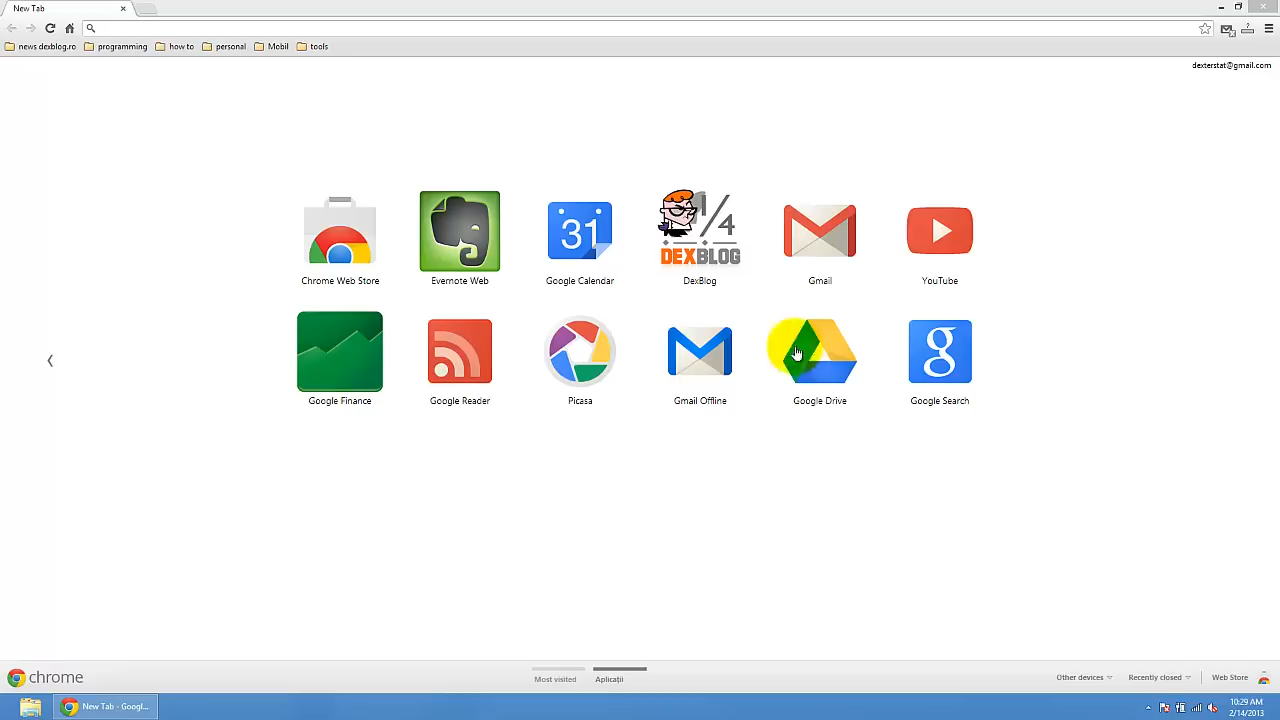 New Tab
news dexblog.ro programming how to personal Mobil tools
dexterstat@gmail.com
31
1/4
DEXBLOG
Chrome Web Store Evernote Web Google Calendar DexBlog Gmail YouTube
g
Google Finance Google Reader Picasa Gmail Offline Google Drive Google Search
chrome Most visited Aplicații Other devices Recently closed Web Store
New Tab - Googl... 10:29 AM
2/14/2013